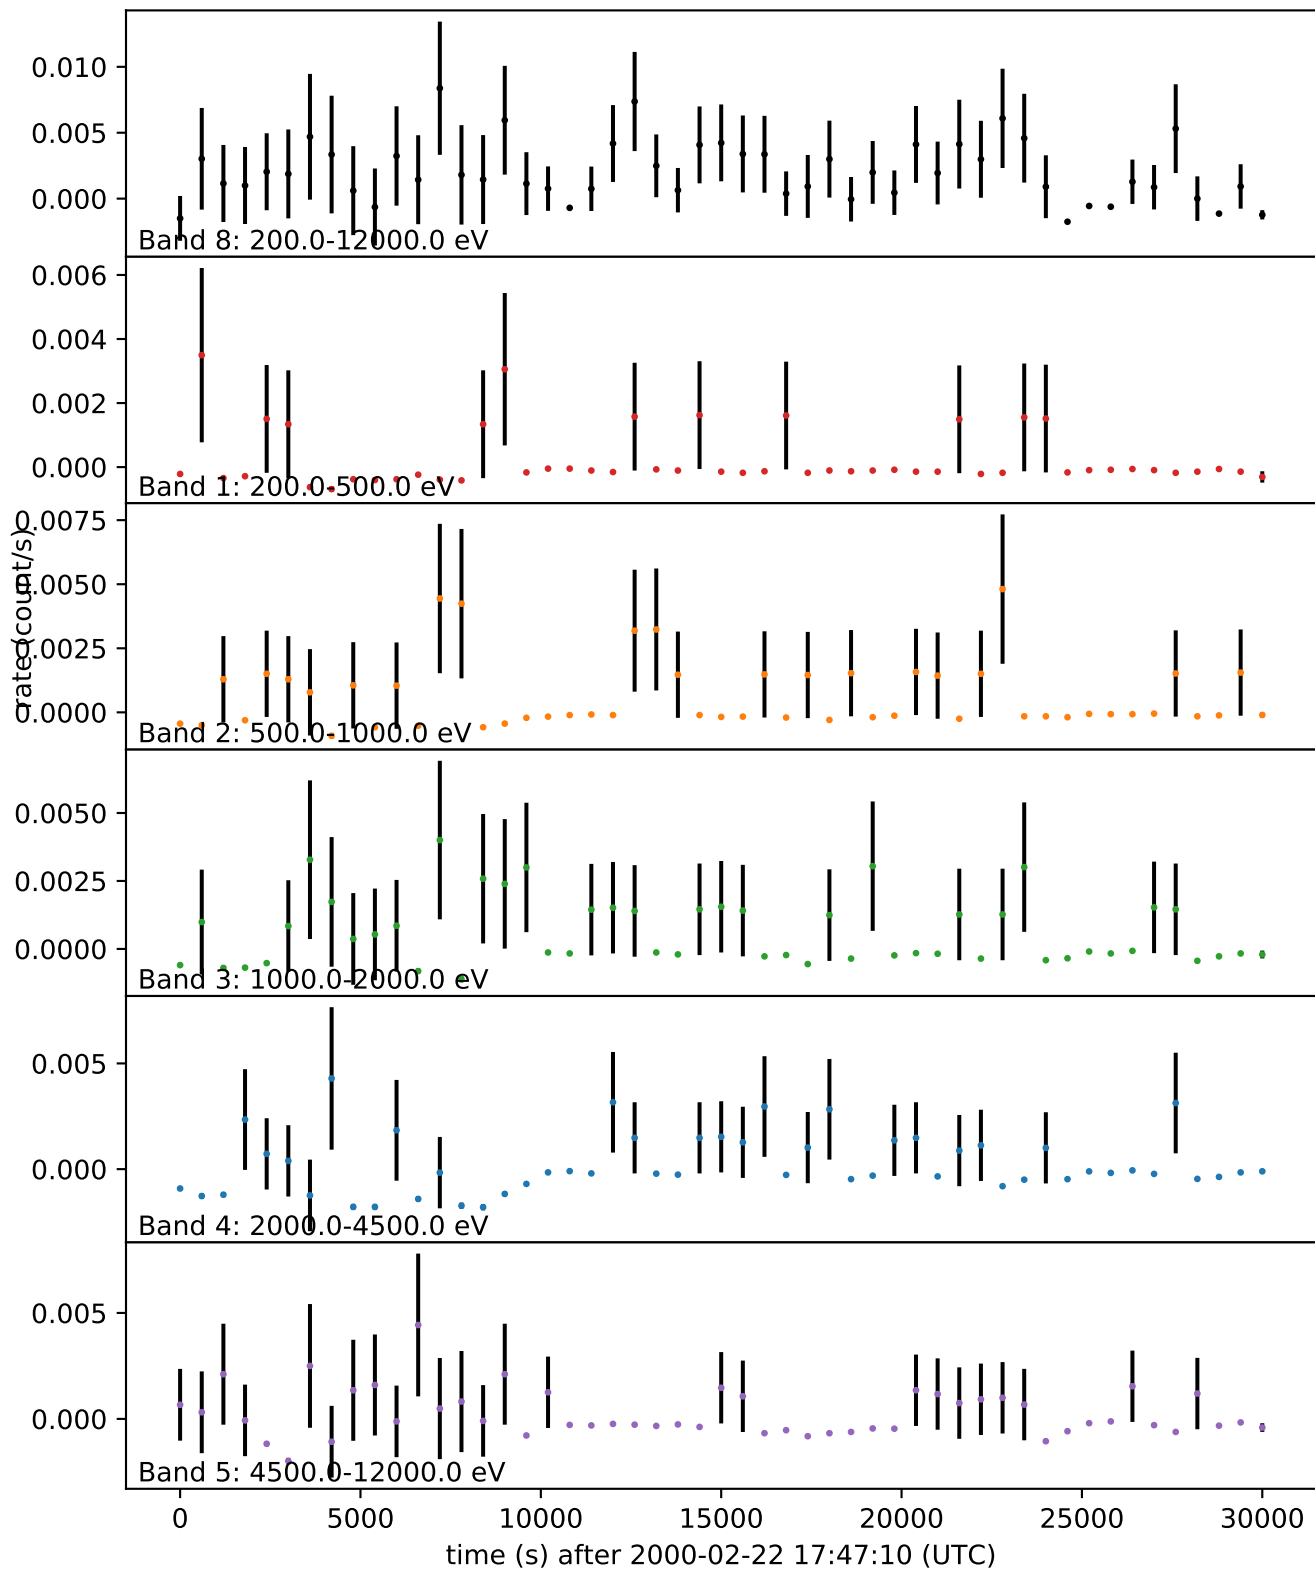 0.010
0.005
0.000
Band 8: 200.0-12000.0 eV
0.006
0.004
0.002
0.000
Band 1: 200.0-500.0 eV
rate (count/s)
0.0075
0.0050
0.0025
0.0000
Band 2: 500.0-1000.0 eV
0.0050
0.0025
0.0000
Band 3: 1000.0-2000.0 eV
0.005
0.000
Band 4: 2000.0-4500.0 eV
0.005
0.000
Band 5: 4500.0-12000.0 eV
0 5000 10000 15000 20000 25000 30000
time (s) after 2000-02-22 17:47:10 (UTC)